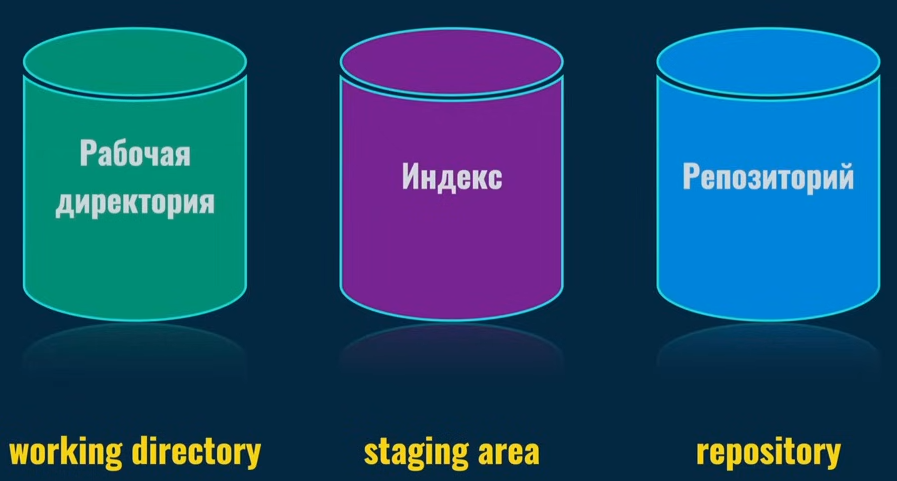 Рабочая
директория
Индекс
Репозиторий
working directory
staging area
repository